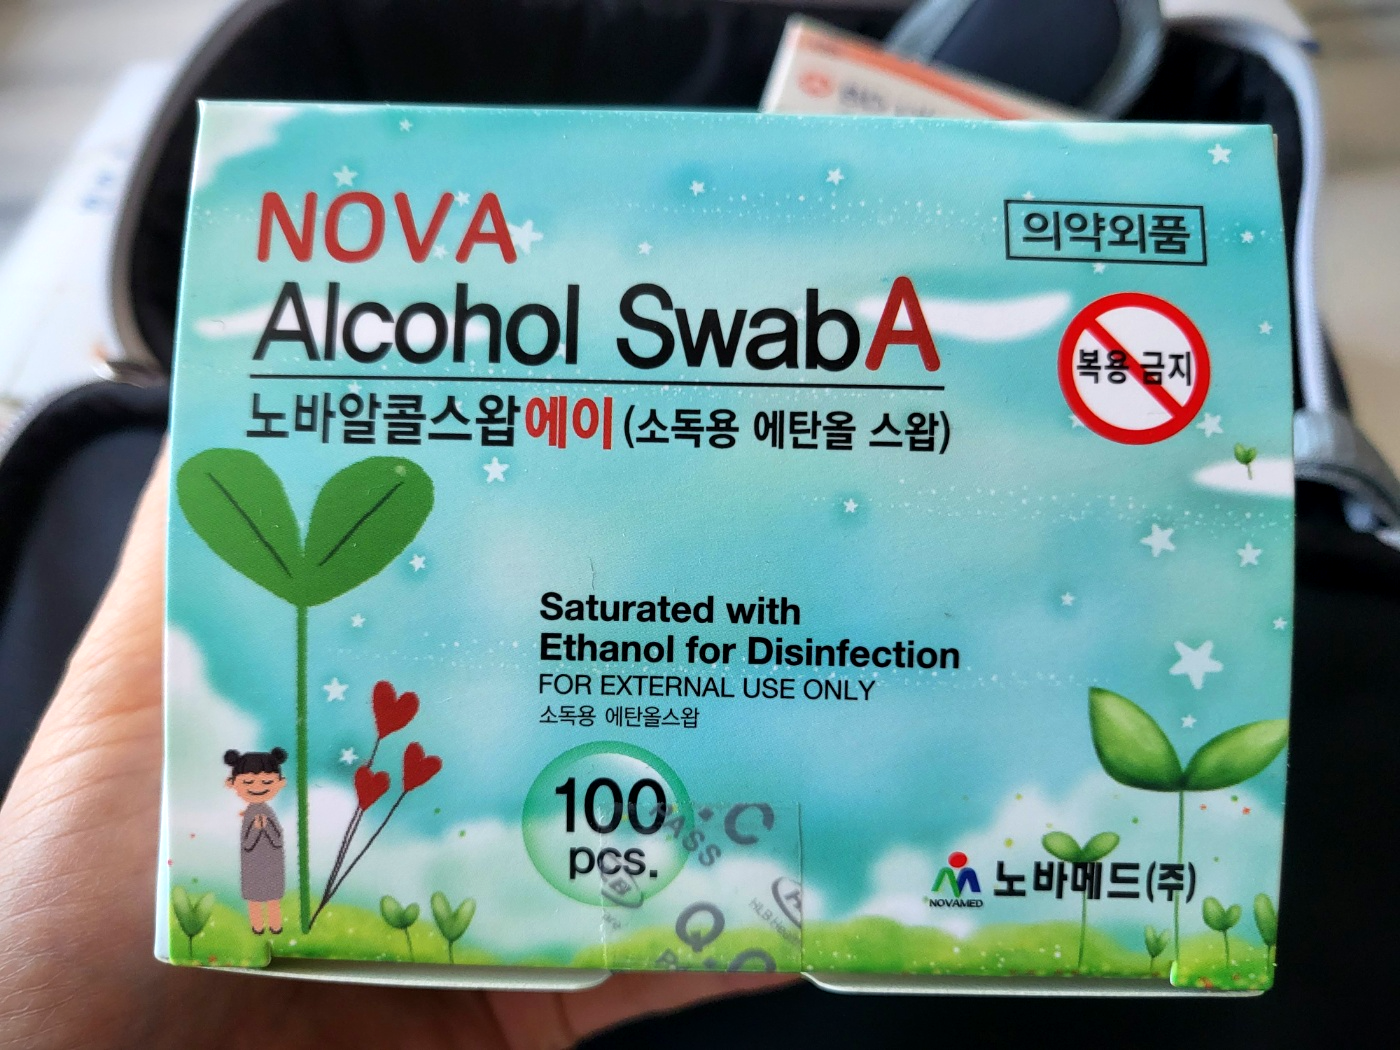 NOVA
Alcohol SwabA
노바알콜스왑에이 (소독용 에탄올 스왑)
의약외품
복용 금지
Saturated with
Ethanol for Disinfection
FOR EXTERNAL USE ONLY
소독용 에탄올스왑
100
pcs.
PASS
Q.C
NOVAMED
노바메드(주)